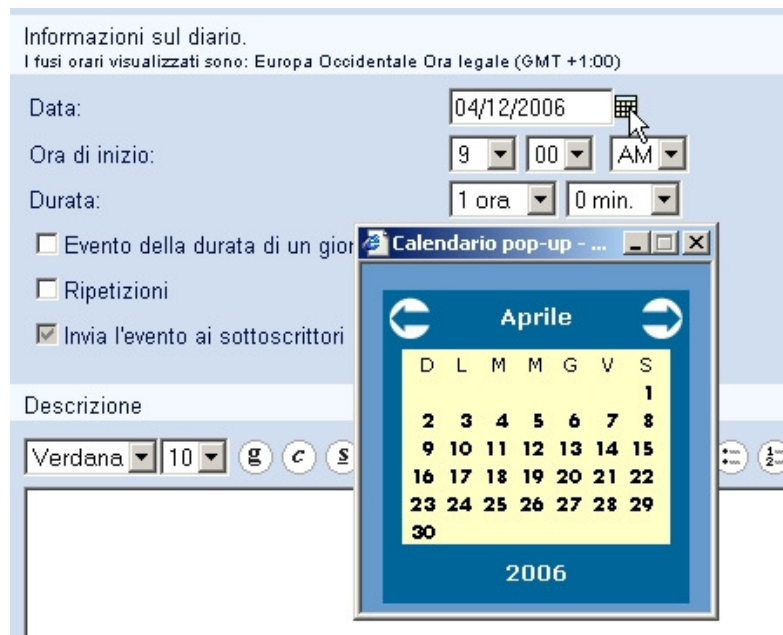 Informazioni sul diario.
I fusi orari visualizzati sono: Europa Occidentale Ora legale (GMT +1:00)
Data: 04/12/2006
Ora di inizio: 9 00 AM
Durata: 1 ora 0 min.
Evento della durata di un gior
Ripetizioni
Invia l'evento ai sottoscrittori
Descrizione
Verdana 10 g c s
Calendario pop-up - ...
Aprile
D L M M G V S
1
2 3 4 5 6 7 8
9 10 11 12 13 14 15
16 17 18 19 20 21 22
23 24 25 26 27 28 29
30
2006